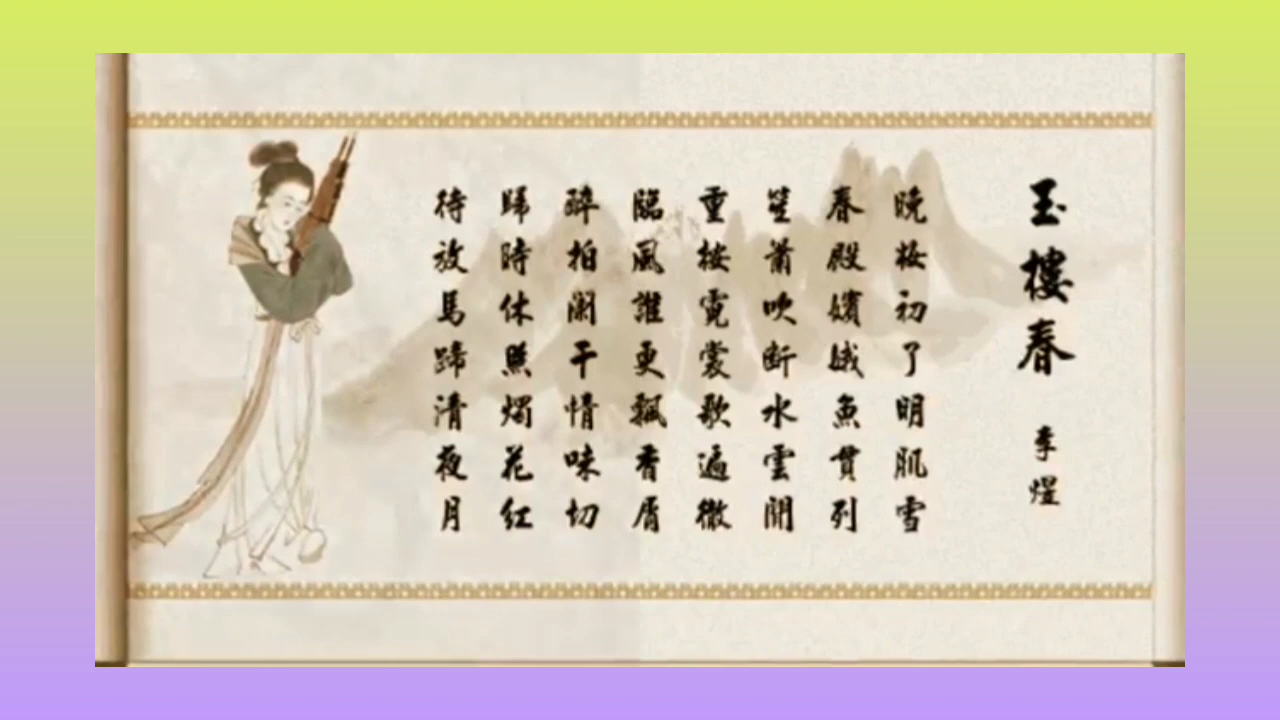 玉樓春
李煜
晚妝初了明肌雪
春殿嬪娥魚貫列
笙簫吹断水雲間
重按霓裳歌遍徹
臨風誰更飄香屑
醉拍闌干情味切
歸時休照燭花紅
待放馬蹄清夜月